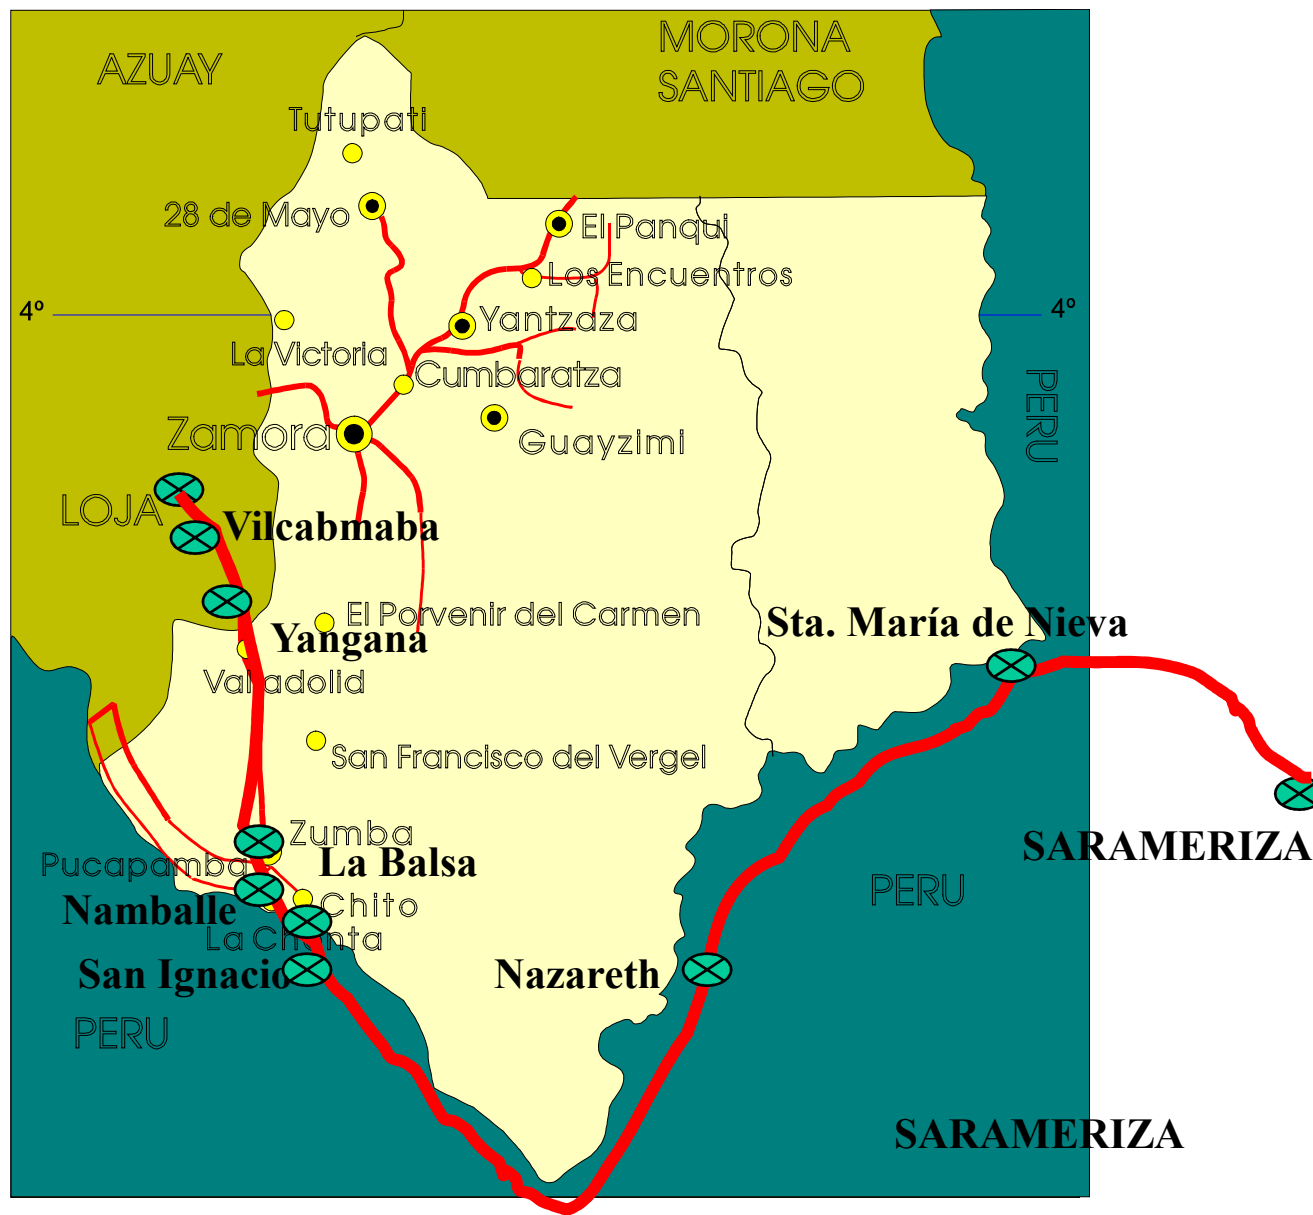 MORONA
SANTIAGO
AZUAY
Tutupati
28 de Mayo
El Panqui
Los Encuentros
4º
4º
Yantzaza
La Victoria
Cumbaratza
PERU
Zamora
Guayzimi
LOJA
Vilcabmaba
El Porvenir del Carmen
Sta. María de Nieva
Yangana
Valladolid
San Francisco del Vergel
Zumba
SARAMERIZA
Pucapamba
La Balsa
PERU
Namballe
Chito
La Chonta
San Ignacio
Nazareth
PERU
SARAMERIZA